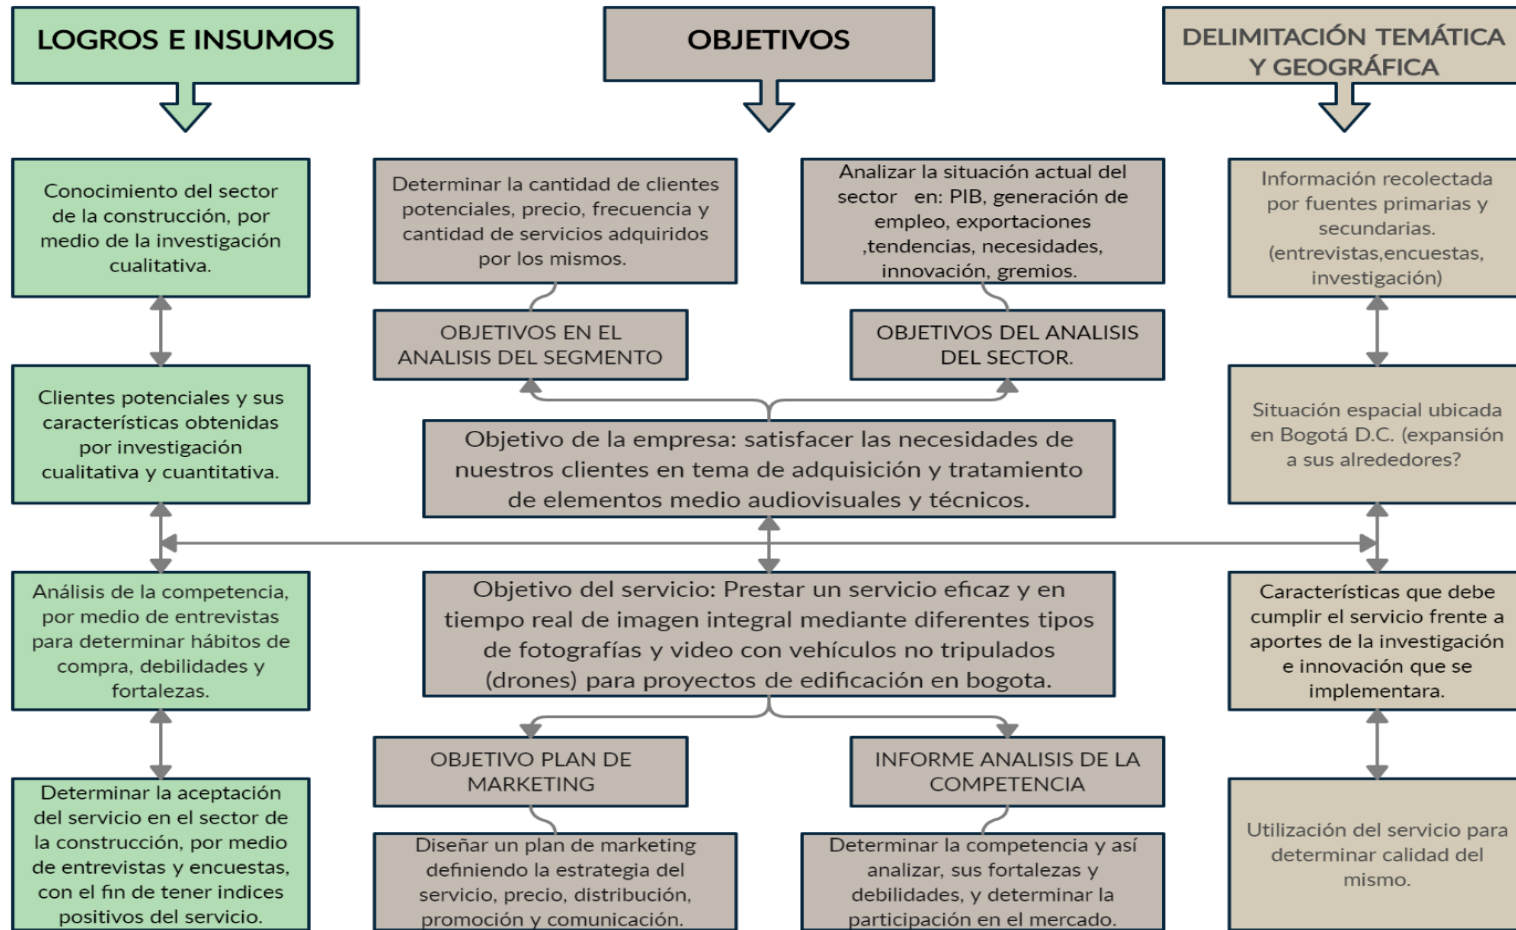 LOGROS E INSUMOS
OBJETIVOS
DELIMITACIÓN TEMÁTICA
Y GEOGRÁFICA
Conocimiento del sector
de la construcción, por
medio de la investigación
cualitativa.
Determinar la cantidad de clientes
potenciales, precio, frecuencia y
cantidad de servicios adquiridos
por los mismos.
Analizar la situación actual del
sector en: PIB, generación de
empleo, exportaciones
,tendencias, necesidades,
innovación, gremios.
Información recolectada
por fuentes primarias y
secundarias.
(entrevistas,encuestas,
investigación)
OBJETIVOS EN EL
ANALISIS DEL SEGMENTO
OBJETIVOS DEL ANALISIS
DEL SECTOR.
Clientes potenciales y sus
características obtenidas
por investigación
cualitativa y cuantitativa.
Objetivo de la empresa: satisfacer las necesidades de
nuestros clientes en tema de adquisición y tratamiento
de elementos medio audiovisuales y técnicos.
Situación espacial ubicada
en Bogotá D.C. (expansión
a sus alrededores?
Análisis de la competencia,
por medio de entrevistas
para determinar hábitos de
compra, debilidades y
fortalezas.
Objetivo del servicio: Prestar un servicio eficaz y en
tiempo real de imagen integral mediante diferentes tipos
de fotografías y video con vehículos no tripulados
(drones) para proyectos de edificación en bogota.
Características que debe
cumplir el servicio frente a
aportes de la investigación
e innovación que se
implementara.
OBJETIVO PLAN DE
MARKETING
INFORME ANALISIS DE LA
COMPETENCIA
Determinar la aceptación
del servicio en el sector de
la construcción, por medio
de entrevistas y encuestas,
con el fin de tener indices
positivos del servicio.
Diseñar un plan de marketing
definiendo la estrategia del
servicio, precio, distribución,
promoción y comunicación.
Determinar la competencia y así
analizar, sus fortalezas y
debilidades, y determinar la
participación en el mercado.
Utilización del servicio para
determinar calidad del
mismo.